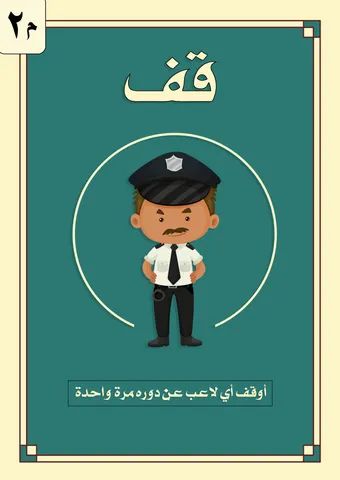 ٢م
قف
أوقف أي لاعب عن دوره مرة واحدة